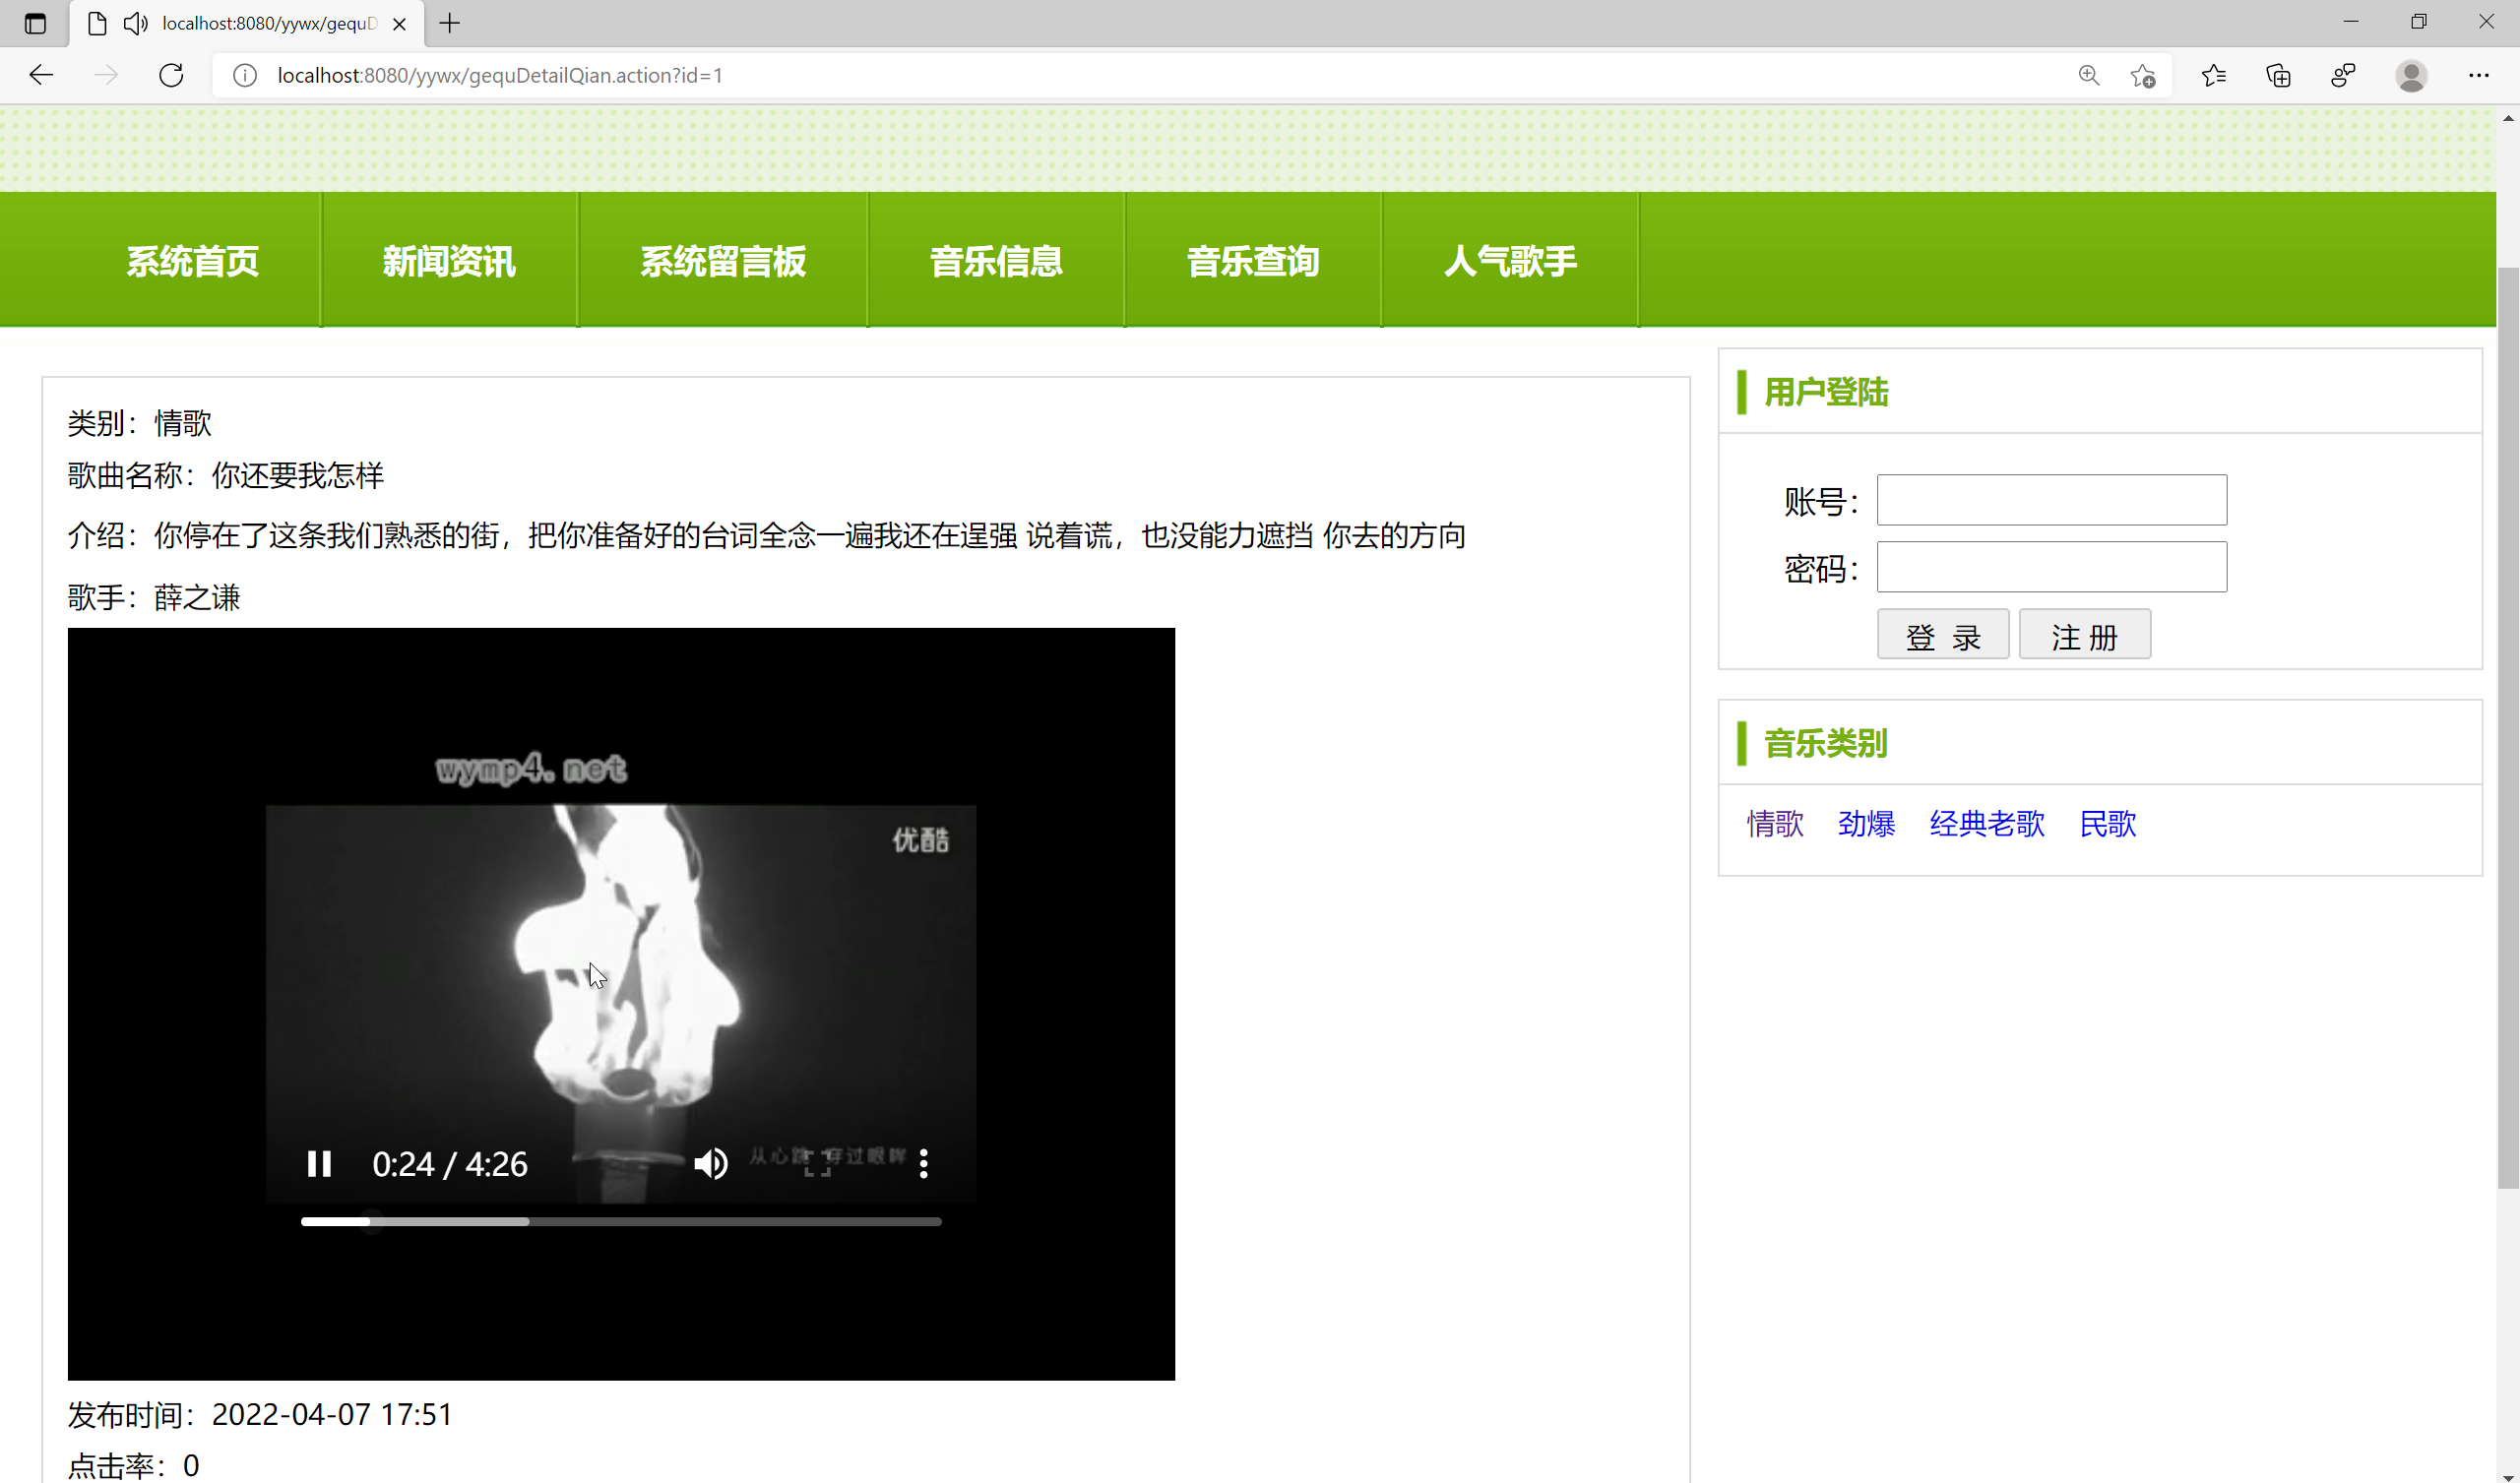 localhost:8080/yywx/gequD
localhost:8080/yywx/gequDetailQian.action?id=1
系统首页 新闻资讯 系统留言板 音乐信息 音乐查询 人气歌手
类别：情歌
歌曲名称：你还要我怎样
介绍：你停在了这条我们熟悉的街，把你准备好的台词全念一遍我还在逞强 说着谎，也没能力遮挡 你去的方向
歌手：薛之谦
wymp4.net
优酷
从心跳 穿过眼眸
0:24 / 4:26
发布时间：2022-04-07 17:51
点击率：0
用户登陆
账号：
密码：
登 录 注 册
音乐类别
情歌 劲爆 经典老歌 民歌